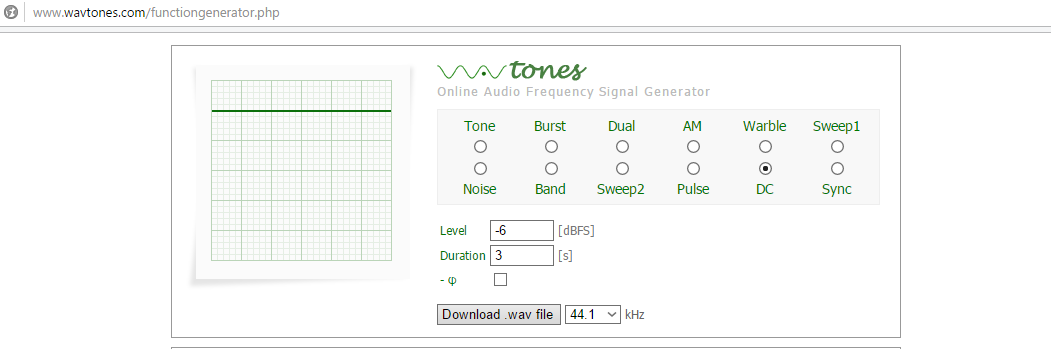 www.wavtones.com/functiongenerator.php
wavtones
Online Audio Frequency Signal Generator
Tone Burst Dual AM Warble Sweep1
Noise Band Sweep2 Pulse DC Sync
Level -6 [dBFS]
Duration 3 [s]
- φ
Download .wav file 44.1 kHz